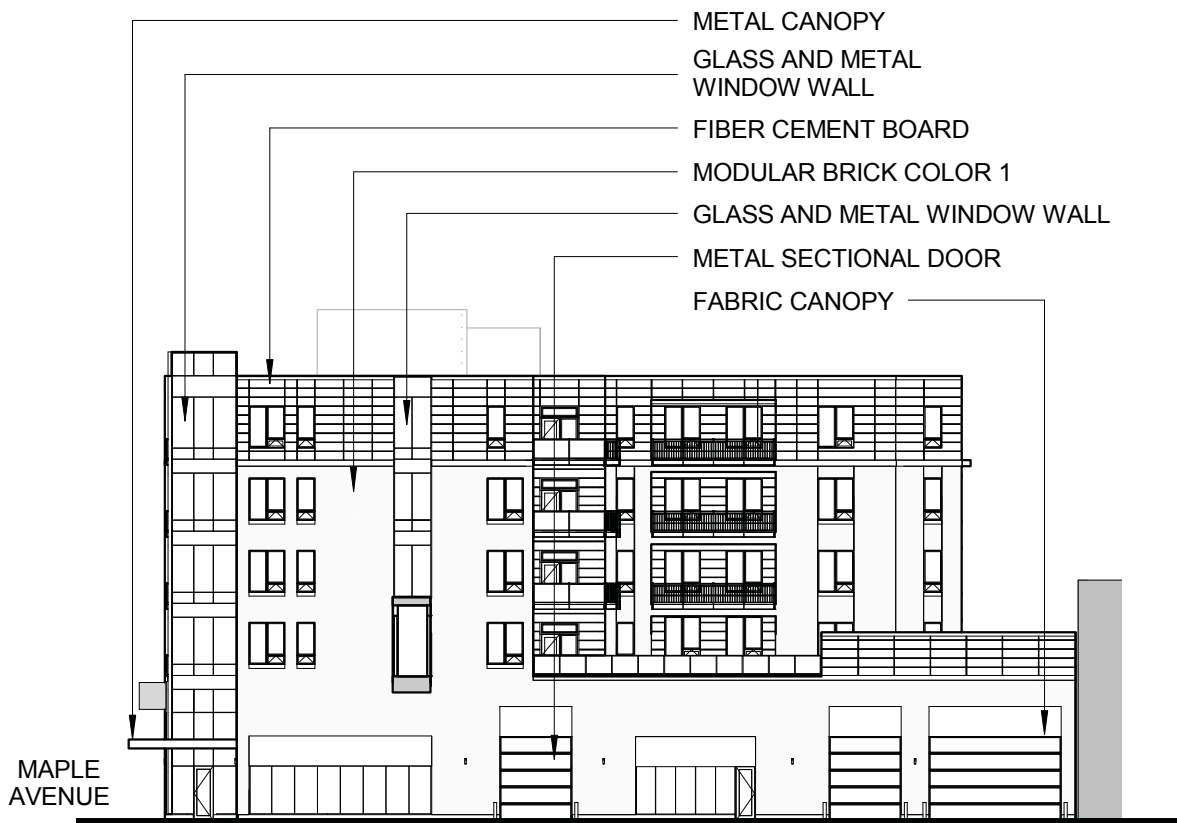 METAL CANOPY
GLASS AND METAL
WINDOW WALL
FIBER CEMENT BOARD
MODULAR BRICK COLOR 1
GLASS AND METAL WINDOW WALL
METAL SECTIONAL DOOR
FABRIC CANOPY
MAPLE
AVENUE